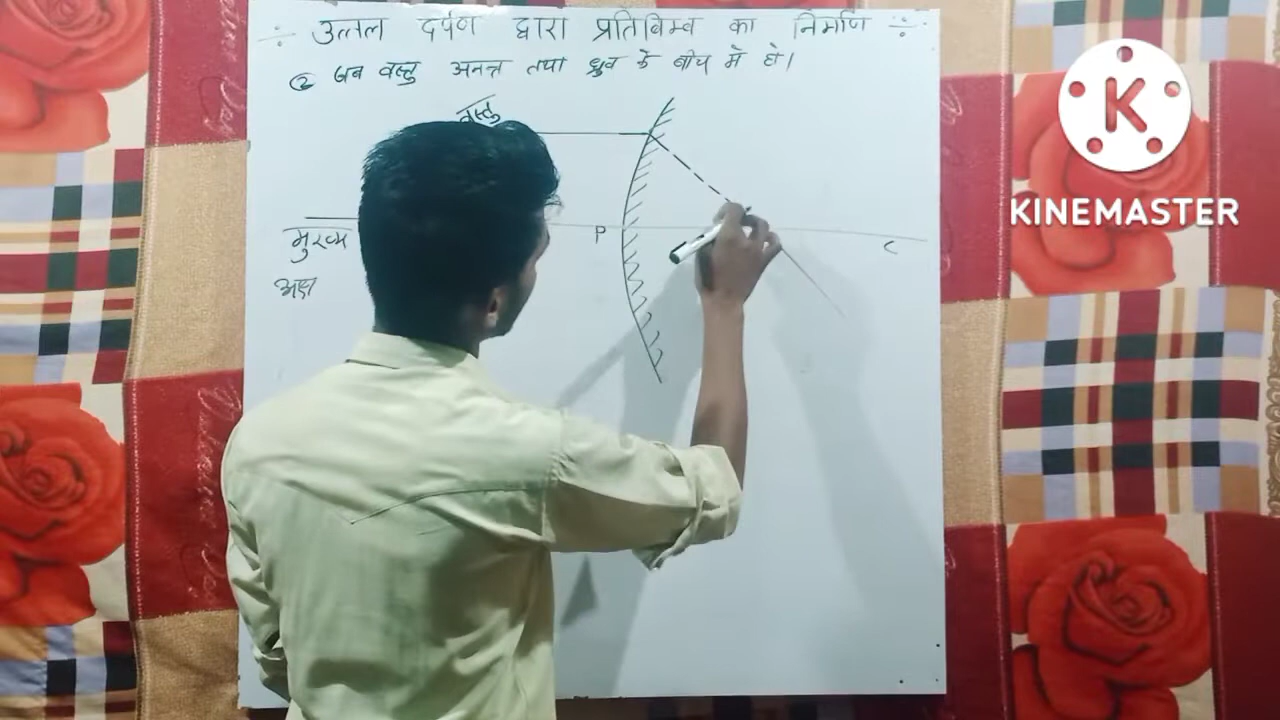 ÷ उत्तल दर्पण द्वारा प्रतिबिम्ब का निर्माण ÷
② जब वस्तु अनन्त तथा ध्रुव के बीच में हो।
वस्तु
P
C
मुख्य
अक्ष
K
KINEMASTER